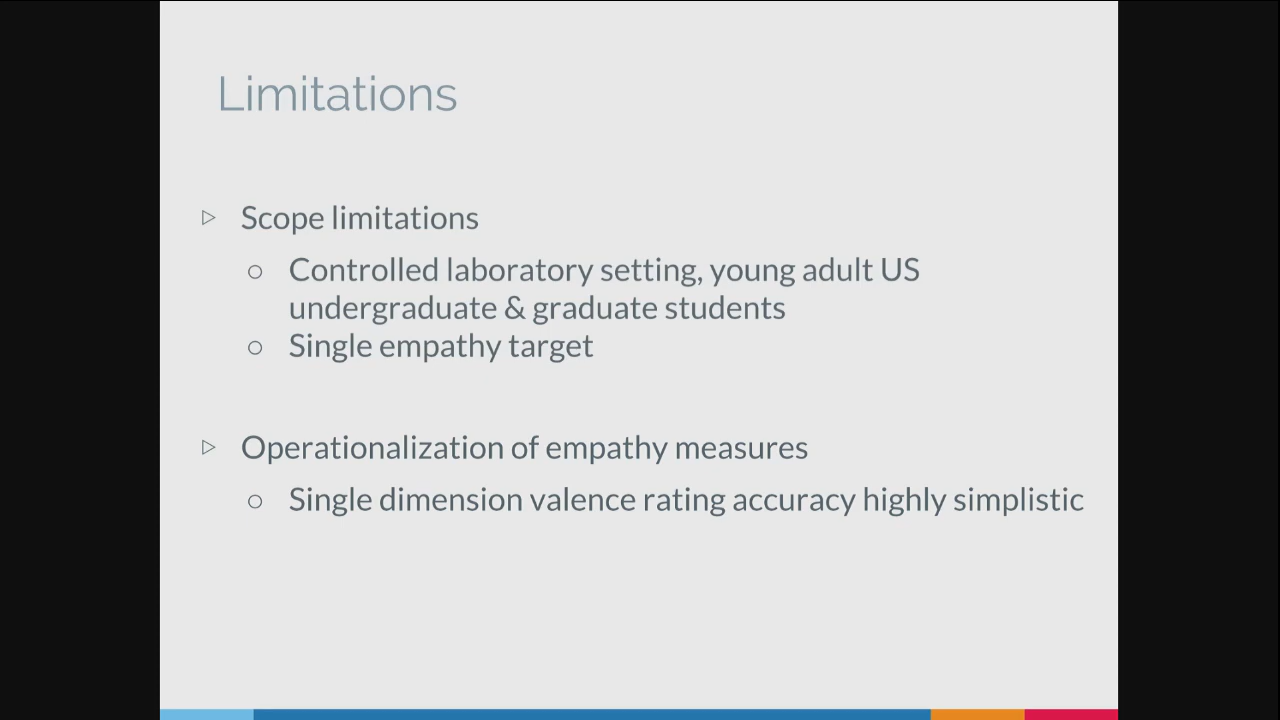 Limitations
Scope limitations
Controlled laboratory setting, young adult US
undergraduate & graduate students
Single empathy target
Operationalization of empathy measures
Single dimension valence rating accuracy highly simplistic